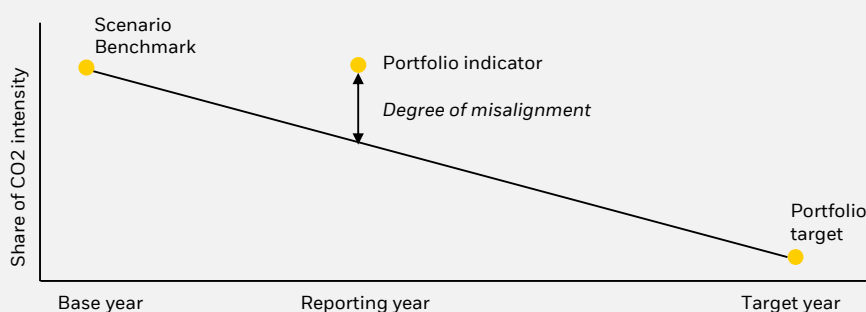 Scenario
Benchmark
Portfolio indicator
Degree of misalignment
Portfolio
target
Share of CO2 intensity
Base year
Reporting year
Target year